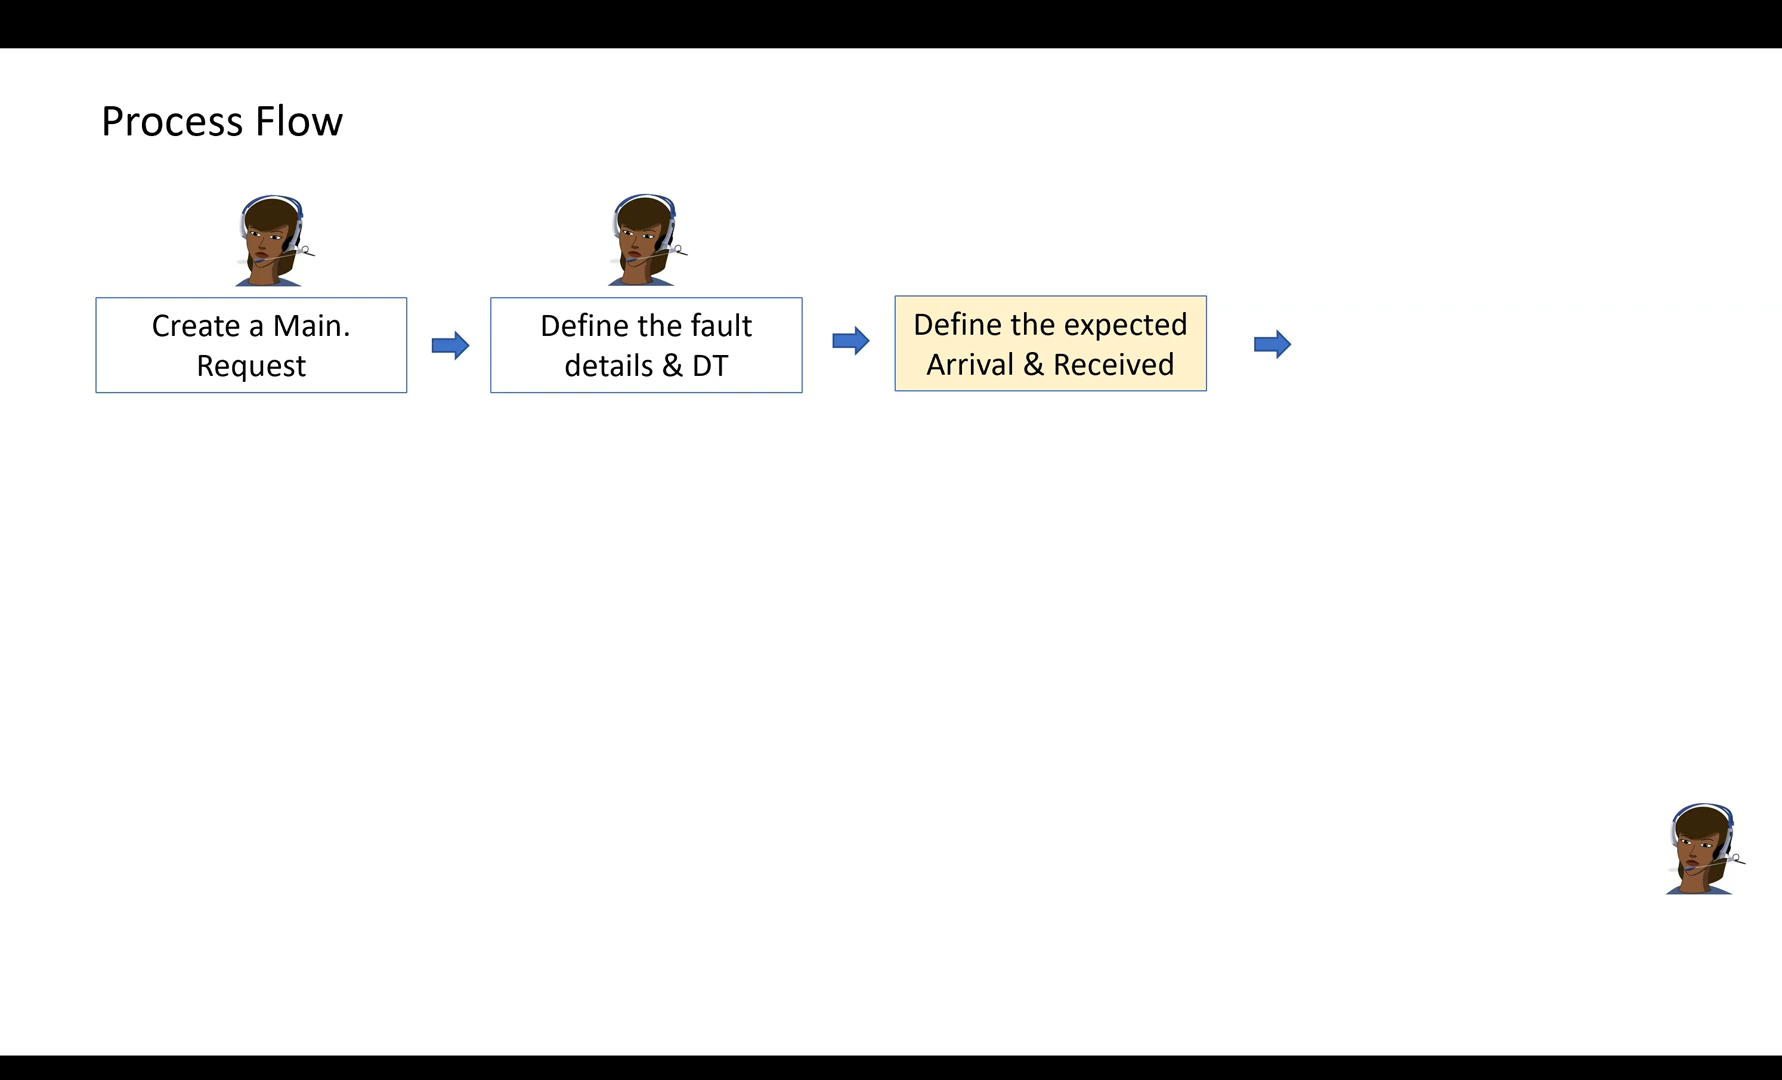 Process Flow
Create a Main.
Request
Define the fault
details & DT
Define the expected
Arrival & Received